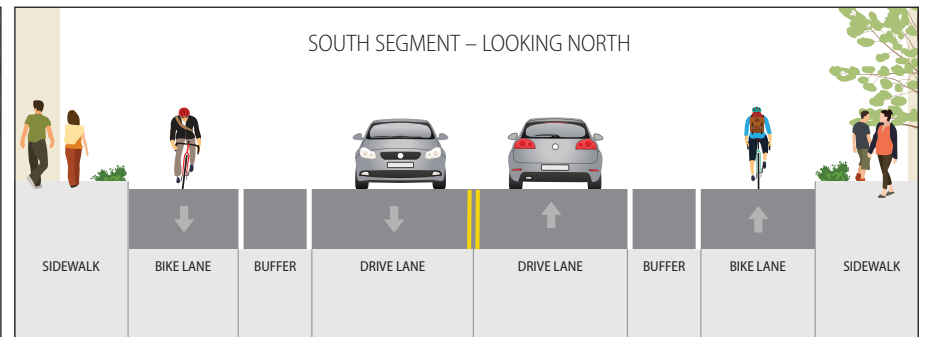 SOUTH SEGMENT – LOOKING NORTH
SIDEWALK BIKE LANE BUFFER DRIVE LANE DRIVE LANE BUFFER BIKE LANE SIDEWALK